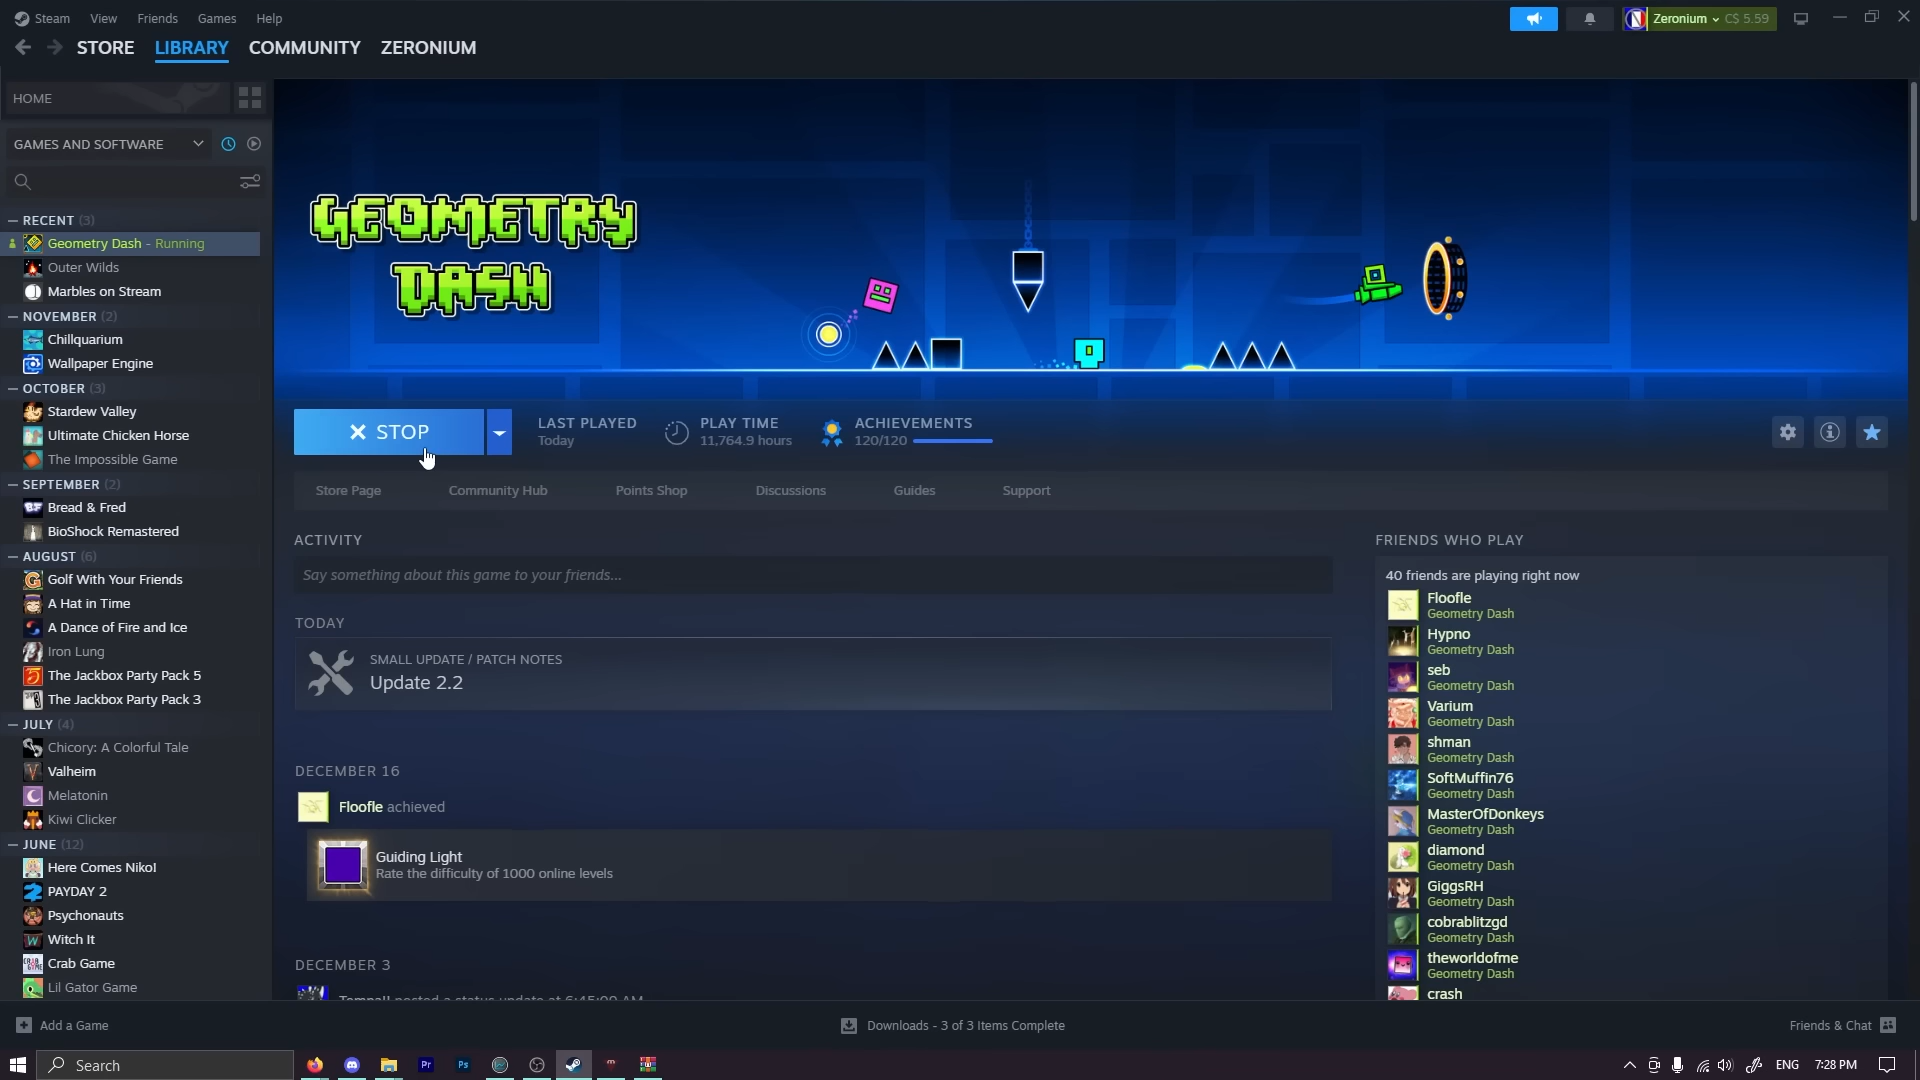 Steam View Friends Games Help
Zeronium C$ 5.59
STORE LIBRARY COMMUNITY ZERONIUM
HOME
GAMES AND SOFTWARE
RECENT (3)
Geometry Dash - Running
Outer Wilds
Marbles on Stream
NOVEMBER (2)
Chillquarium
Wallpaper Engine
OCTOBER (3)
Stardew Valley
Ultimate Chicken Horse
The Impossible Game
SEPTEMBER (2)
Bread & Fred
BioShock Remastered
AUGUST (6)
Golf With Your Friends
A Hat in Time
A Dance of Fire and Ice
Iron Lung
The Jackbox Party Pack 5
The Jackbox Party Pack 3
JULY (4)
Chicory: A Colorful Tale
Valheim
Melatonin
Kiwi Clicker
JUNE (12)
Here Comes Niko!
PAYDAY 2
Psychonauts
Witch It
Crab Game
Lil Gator Game
Add a Game
GEOMETRY
DASH
STOP
LAST PLAYED
Today
PLAY TIME
11,764.9 hours
ACHIEVEMENTS
120/120
Store Page Community Hub Points Shop Discussions Guides Support
ACTIVITY
Say something about this game to your friends...
TODAY
SMALL UPDATE / PATCH NOTES
Update 2.2
DECEMBER 16
Floofle achieved
Guiding Light
Rate the difficulty of 1000 online levels
DECEMBER 3
posted a status update at 6:45:00 AM
FRIENDS WHO PLAY
40 friends are playing right now
Floofle
Geometry Dash
Hypno
Geometry Dash
seb
Geometry Dash
Varium
Geometry Dash
shman
Geometry Dash
SoftMuffin76
Geometry Dash
MasterOfDonkeys
Geometry Dash
diamond
Geometry Dash
GiggsRH
Geometry Dash
cobrablitzgd
Geometry Dash
theworldofme
Geometry Dash
crash
Downloads - 3 of 3 Items Complete
Friends & Chat
Search
Pr
Ps
ENG
7:28 PM